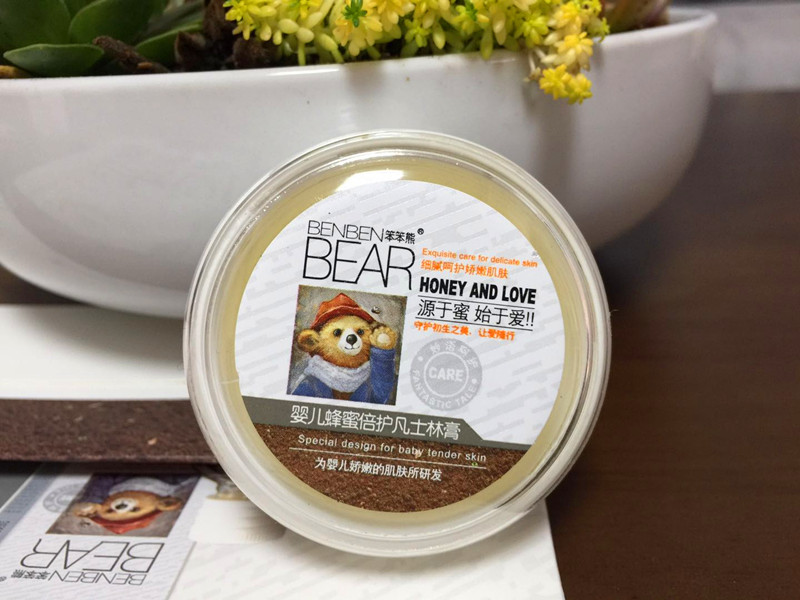 BENBEN 笨笨熊®
BEAR
Exquisite care for delicate skin
细腻呵护娇嫩肌肤
HONEY AND LOVE
源于蜜 始于爱!!
守护初生之美，让爱随行
CARE
FANTASTIC TALE
婴儿蜂蜜倍护凡士林膏
Special design for baby tender skin
为婴儿娇嫩的肌肤所研发
BENBEN 笨笨熊®
BEAR